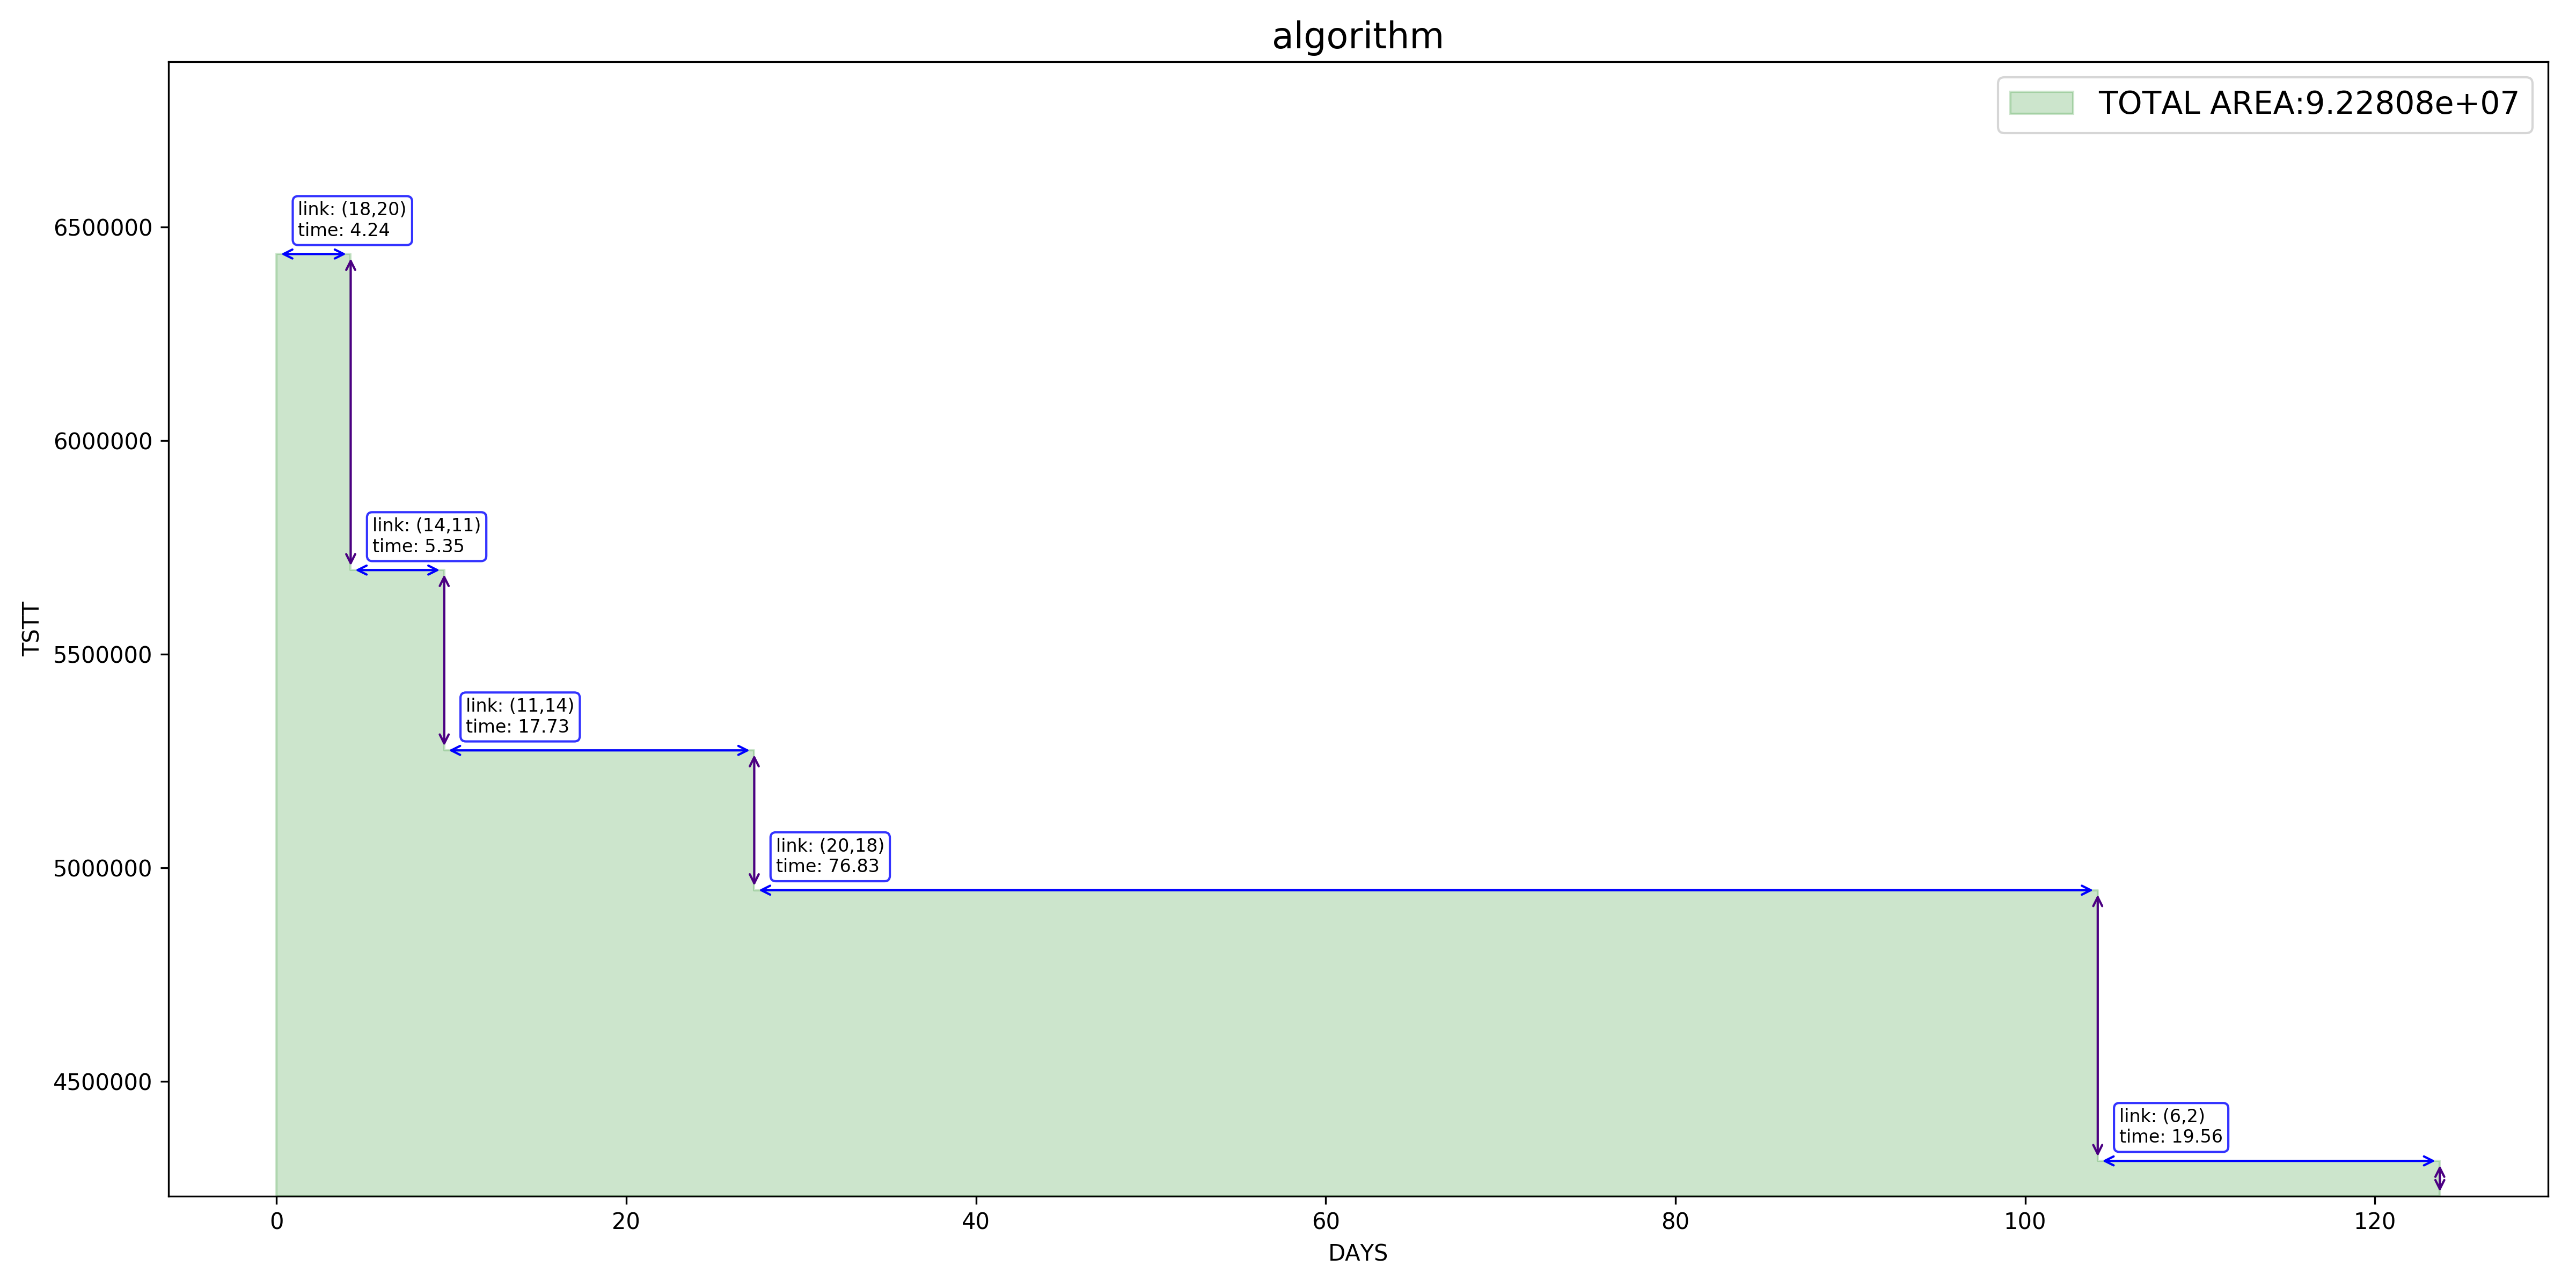 algorithm
TOTAL AREA:9.22808e+07
link: (18,20)
time: 4.24
link: (14,11)
time: 5.35
link: (11,14)
time: 17.73
link: (20,18)
time: 76.83
link: (6,2)
time: 19.56
TSTT
6500000
6000000
5500000
5000000
4500000
0
20
40
60
80
100
120
DAYS